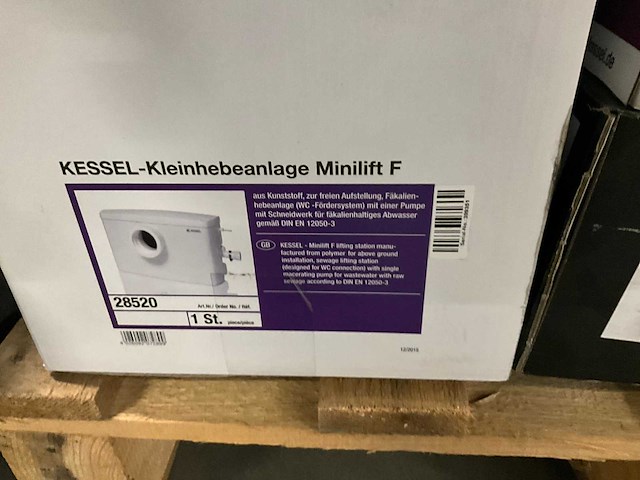 KESSEL-Kleinhebeanlage Minilift F
aus Kunststoff, zur freien Aufstellung, Fäkalien-
hebeanlage (WC -Fördersystem) mit einer Pumpe
mit Schneidwerk für fäkalienhaltiges Abwasser
gemäß DIN EN 12050-3
GB KESSEL - Minilift F lifting station manu-
factured from polymer for above ground
installation, sewage lifting station
(designed for WC connection) with single
macerating pump for wastewater with raw
sewage according to DIN EN 12050-3
28520
Art.Nr./ Order No. / Réf.
1 St. piece/pièce
12/2015